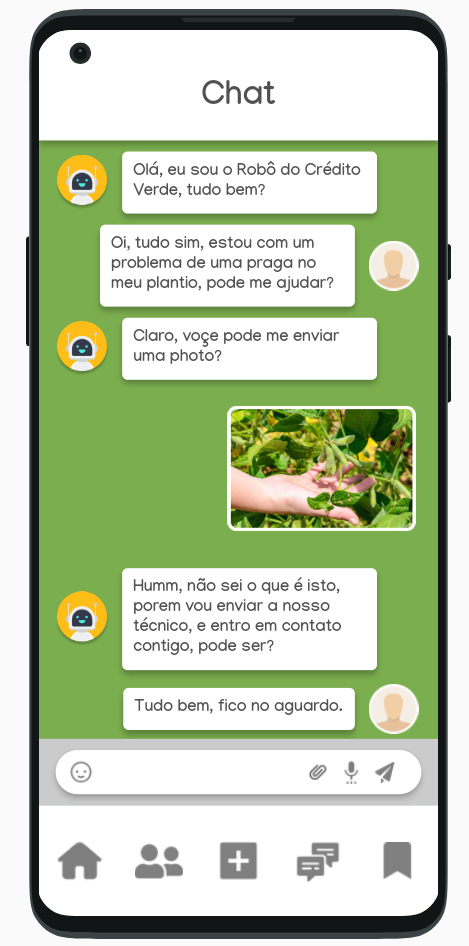 Chat
Olá, eu sou o Robô do Crédito
Verde, tudo bem?
Oi, tudo sim, estou com um
problema de uma praga no
meu plantio, pode me ajudar?
Claro, voçe pode me enviar
uma photo?
Humm, não sei o que é isto,
porem vou enviar a nosso
técnico, e entro em contato
contigo, pode ser?
Tudo bem, fico no aguardo.